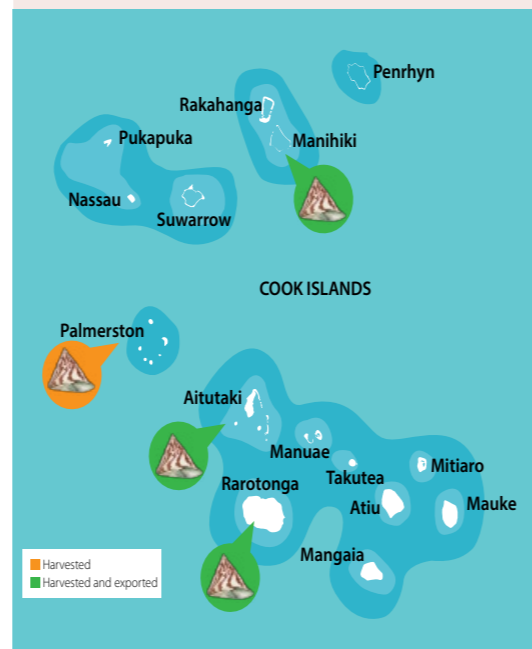 Penrhyn
Rakahanga
Manihiki
Pukapuka
Nassau
Suwarrow
COOK ISLANDS
Palmerston
Aitutaki
Manuae
Takutea
Mitiaro
Rarotonga
Atiu
Mauke
Mangaia
Harvested
Harvested and exported